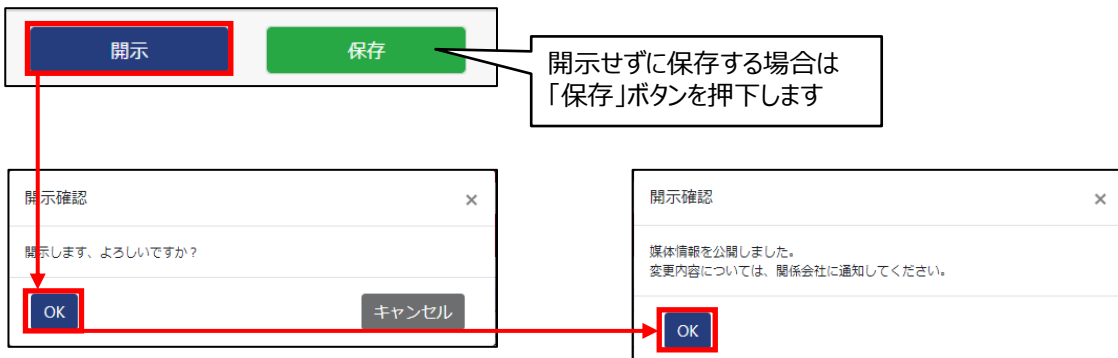 開示
保存
開示せずに保存する場合は
「保存」ボタンを押下します
開示確認
×
開示します、よろしいですか？
OK
キャンセル
開示確認
×
媒体情報を公開しました。
変更内容については、関係会社に通知してください。
OK